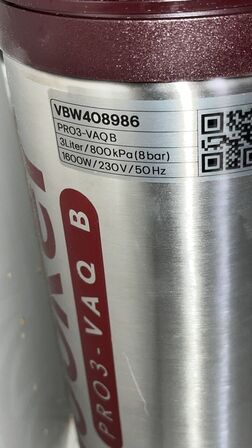 VBW408986
PRO3-VAQ B
3Liter/800kPa(8bar)
1600W/230V/50Hz
PRO3-VAQ B